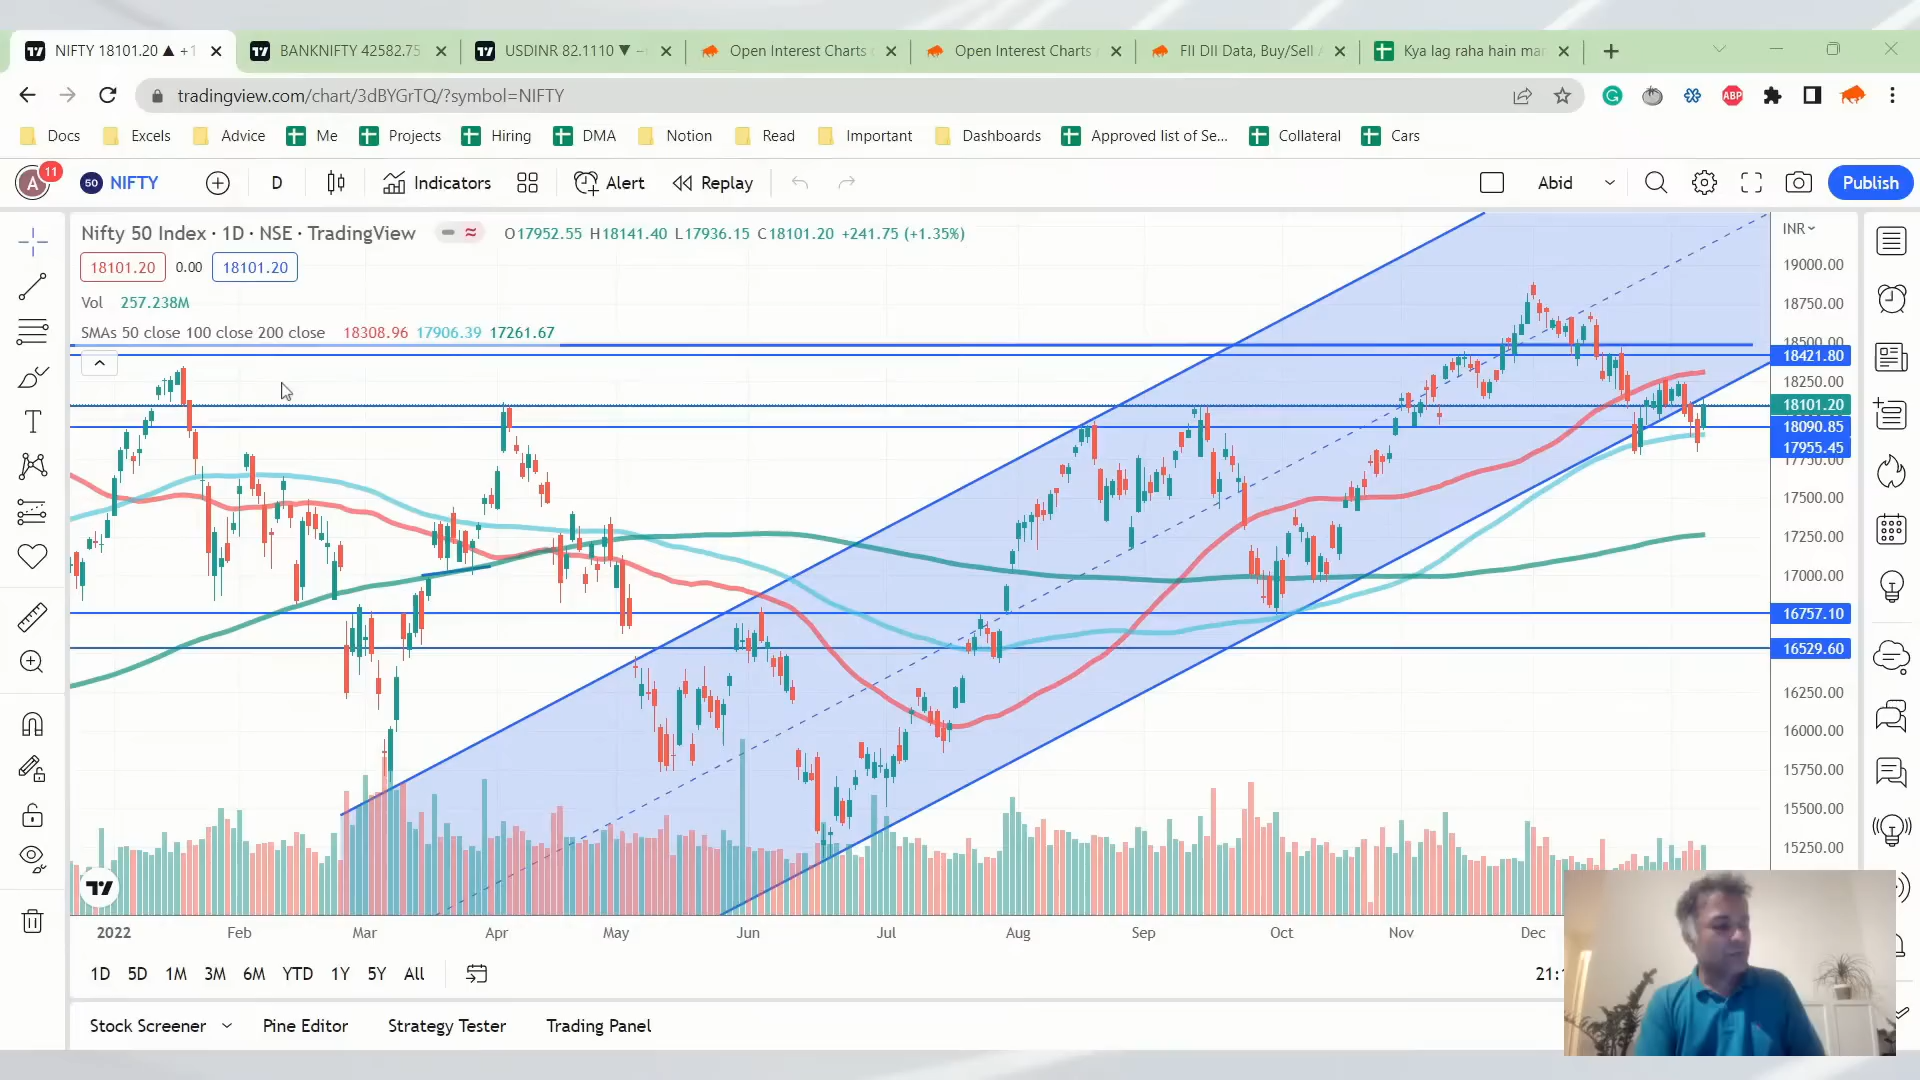 NIFTY 18101.20 ▲ +1
BANKNIFTY 42582.75
USDINR 82.1110 ▼ −
Open Interest Charts
Open Interest Charts
FII DII Data, Buy/Sell
Kya lag raha hain mar
tradingview.com/chart/3dBYGrTQ/?symbol=NIFTY
ABP
Docs
Excels
Advice
Me
Projects
Hiring
DMA
Notion
Read
Important
Dashboards
Approved list of Se...
Collateral
Cars
A
11
50
NIFTY
D
Indicators
Alert
Replay
Abid
Publish
Nifty 50 Index · 1D · NSE · TradingView
O17952.55 H18141.40 L17936.15 C18101.20 +241.75 (+1.35%)
INR
18101.20
0.00
18101.20
Vol 257.238M
SMAs 50 close 100 close 200 close 18308.96 17906.39 17261.67
19000.00
18750.00
18500.00
18421.80
18250.00
18101.20
18090.85
17955.45
17750.00
17500.00
17250.00
17000.00
16757.10
16529.60
16250.00
16000.00
15750.00
15500.00
15250.00
2022
Feb
Mar
Apr
May
Jun
Jul
Aug
Sep
Oct
Nov
Dec
1D
5D
1M
3M
6M
YTD
1Y
5Y
All
Stock Screener
Pine Editor
Strategy Tester
Trading Panel